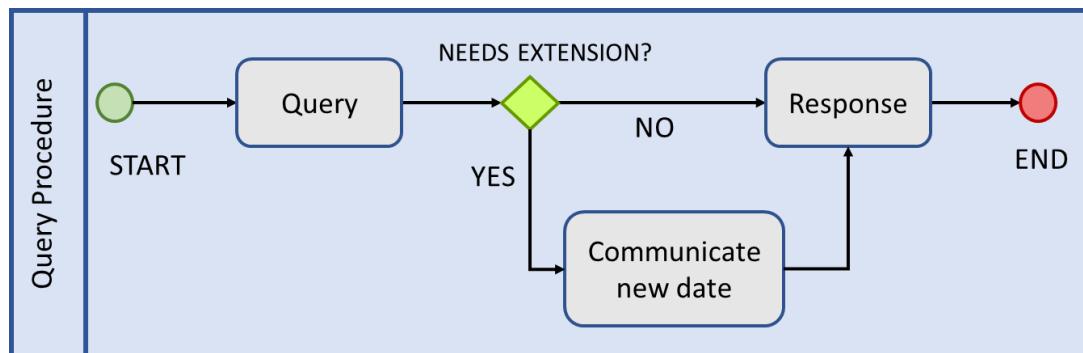 Query Procedure
START
Query
NEEDS EXTENSION?
NO
YES
Communicate
new date
Response
END